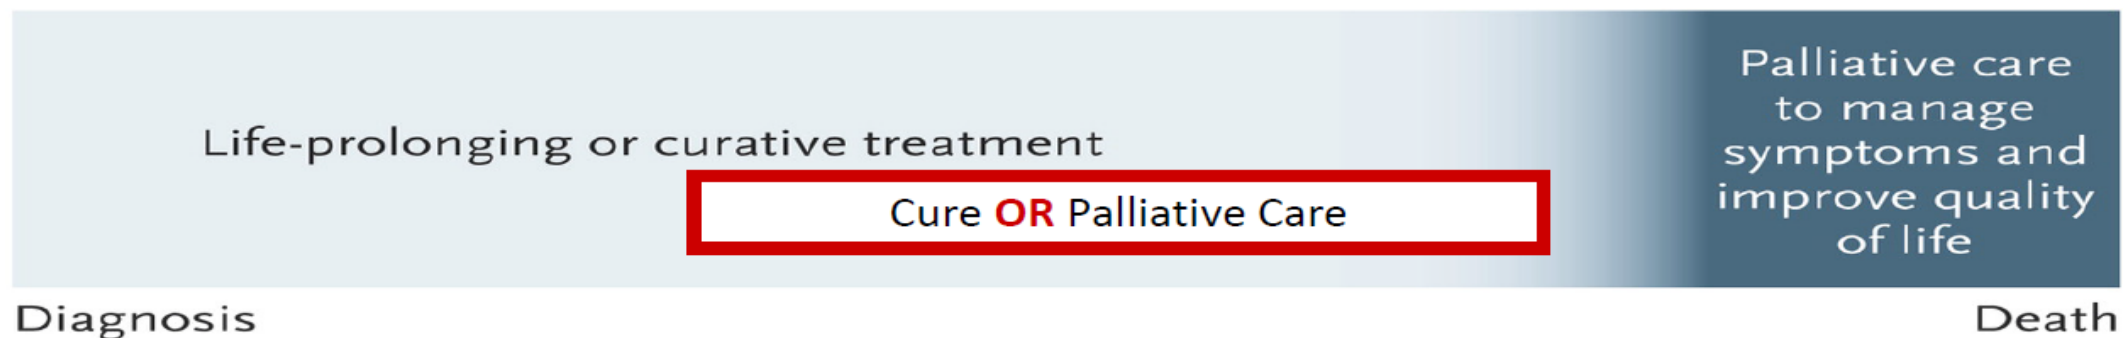 Life-prolonging or curative treatment
Cure OR Palliative Care
Palliative care
to manage
symptoms and
improve quality
of life
Diagnosis
Death